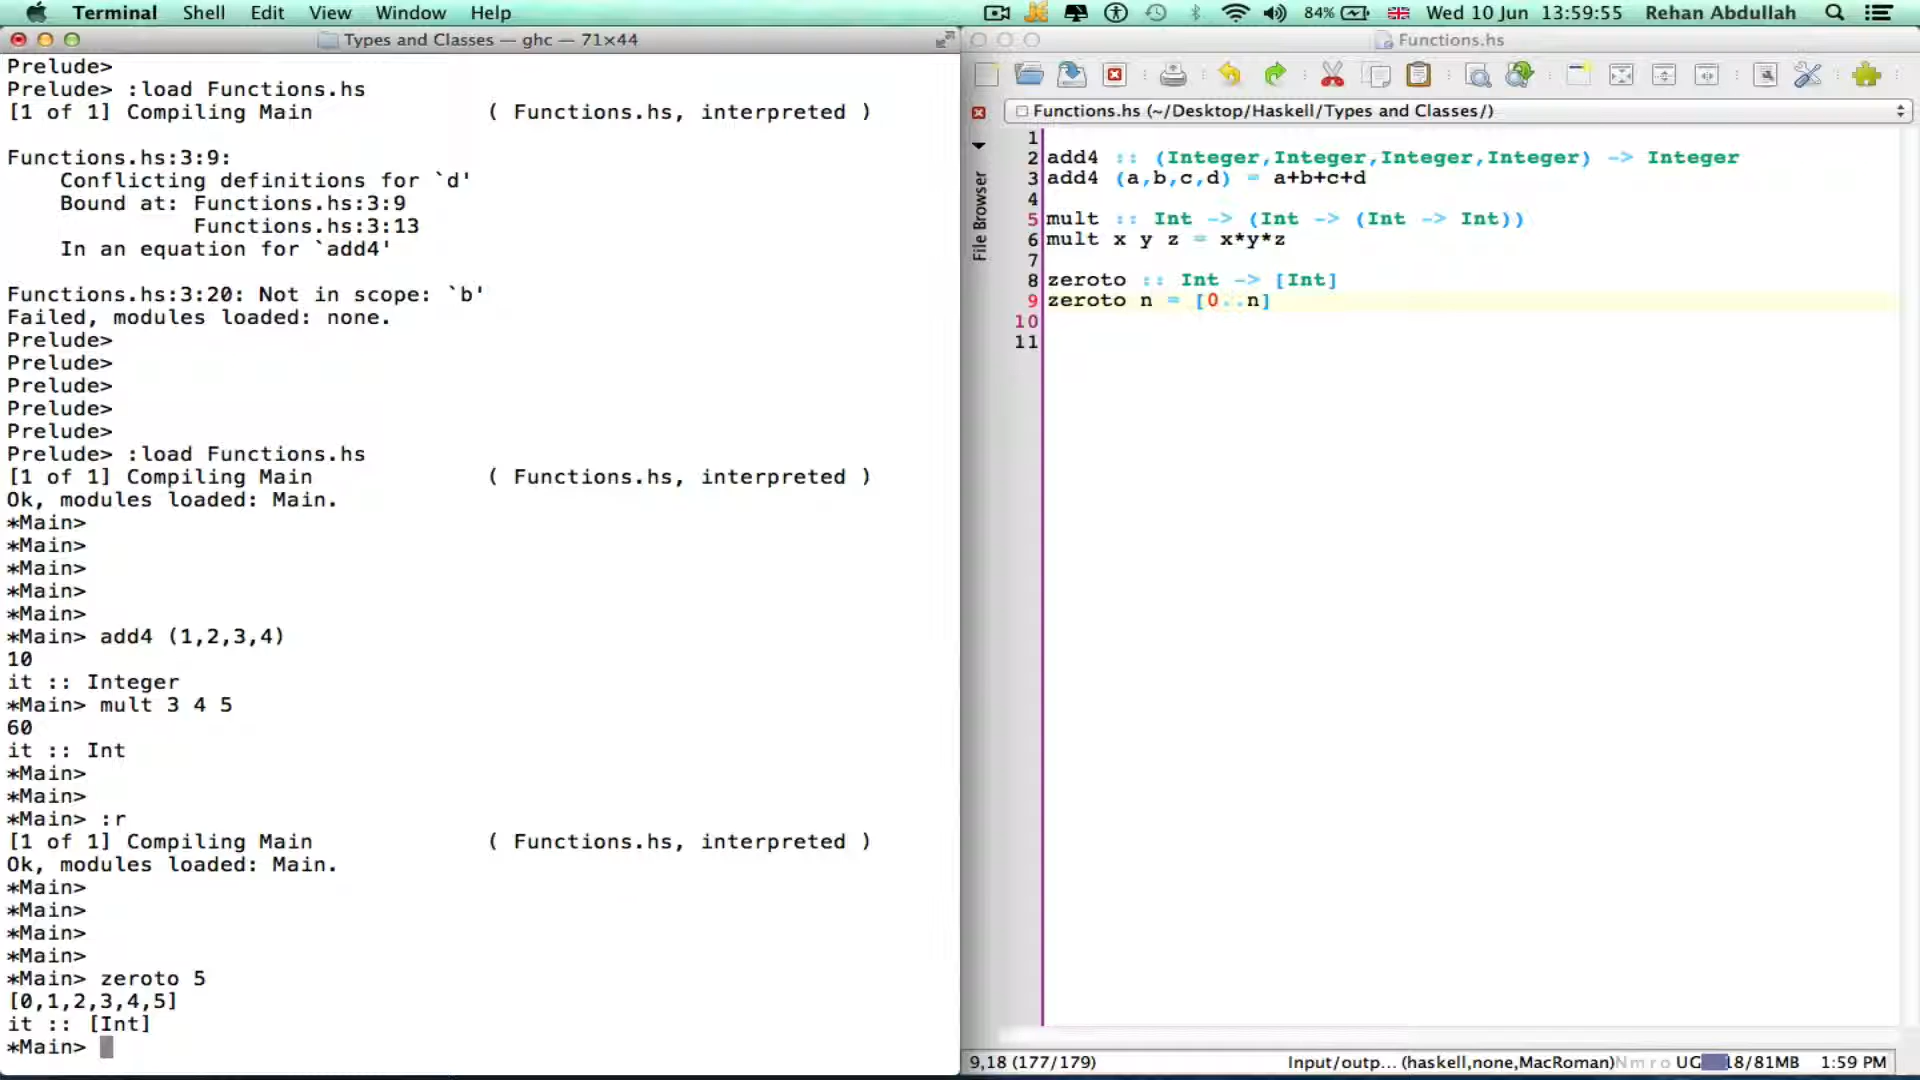 Terminal Shell Edit View Window Help 84% Wed 10 Jun 13:59:55 Rehan Abdullah
Types and Classes — ghc — 71×44
Prelude>
Prelude> :load Functions.hs
[1 of 1] Compiling Main ( Functions.hs, interpreted )
Functions.hs:3:9:
Conflicting definitions for `d'
Bound at: Functions.hs:3:9
Functions.hs:3:13
In an equation for `add4'
Functions.hs:3:20: Not in scope: `b'
Failed, modules loaded: none.
Prelude>
Prelude>
Prelude>
Prelude>
Prelude>
Prelude> :load Functions.hs
[1 of 1] Compiling Main ( Functions.hs, interpreted )
Ok, modules loaded: Main.
*Main>
*Main>
*Main>
*Main>
*Main>
*Main> add4 (1,2,3,4)
10
it :: Integer
*Main> mult 3 4 5
60
it :: Int
*Main>
*Main>
*Main> :r
[1 of 1] Compiling Main ( Functions.hs, interpreted )
Ok, modules loaded: Main.
*Main>
*Main>
*Main>
*Main>
*Main> zeroto 5
[0,1,2,3,4,5]
it :: [Int]
*Main>
Functions.hs
Functions.hs (~/Desktop/Haskell/Types and Classes/)
File Browser
1
2 add4 :: (Integer,Integer,Integer,Integer) -> Integer
3 add4 (a,b,c,d) = a+b+c+d
4
5 mult :: Int -> (Int -> (Int -> Int))
6 mult x y z = x*y*z
7
8 zeroto :: Int -> [Int]
9 zeroto n = [0..n]
10
11
9,18 (177/179) Input/outp... (haskell,none,MacRoman) N m r o UG 18/81MB 1:59 PM